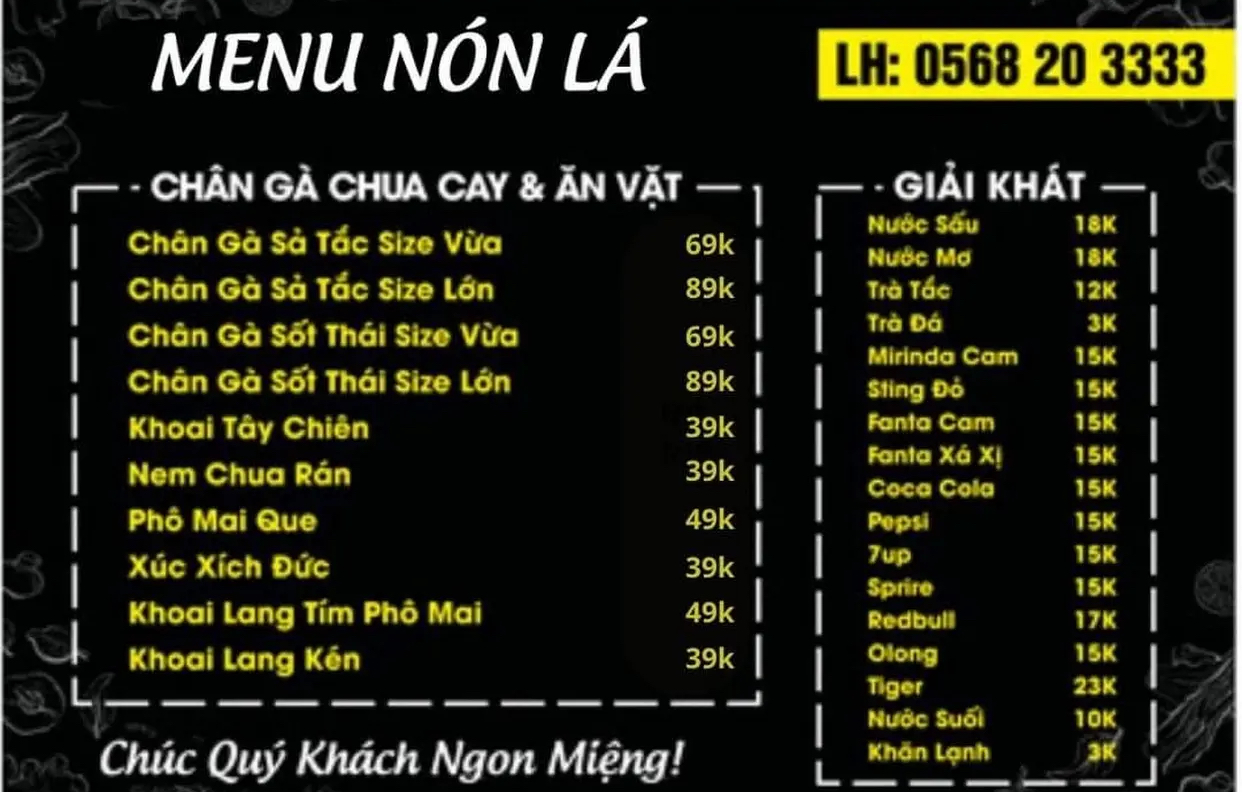 MENU NÓN LÁ
LH: 0568 20 3333
CHÂN GÀ CHUA CAY & ĂN VẶT
Chân Gà Sả Tắc Size Vừa 69k
Chân Gà Sả Tắc Size Lớn 89k
Chân Gà Sốt Thái Size Vừa 69k
Chân Gà Sốt Thái Size Lớn 89k
Khoai Tây Chiên 39k
Nem Chua Rán 39k
Phô Mai Que 49k
Xúc Xích Đức 39k
Khoai Lang Tím Phô Mai 49k
Khoai Lang Kén 39k
Chúc Quý Khách Ngon Miệng!
GIẢI KHÁT
Nước Sấu 18K
Nước Mơ 18K
Trà Tắc 12K
Trà Đá 3K
Mirinda Cam 15K
Sting Đỏ 15K
Fanta Cam 15K
Fanta Xá Xị 15K
Coca Cola 15K
Pepsi 15K
7up 15K
Sprire 15K
Redbull 17K
Olong 15K
Tiger 23K
Nước Suối 10K
Khăn Lạnh 3K